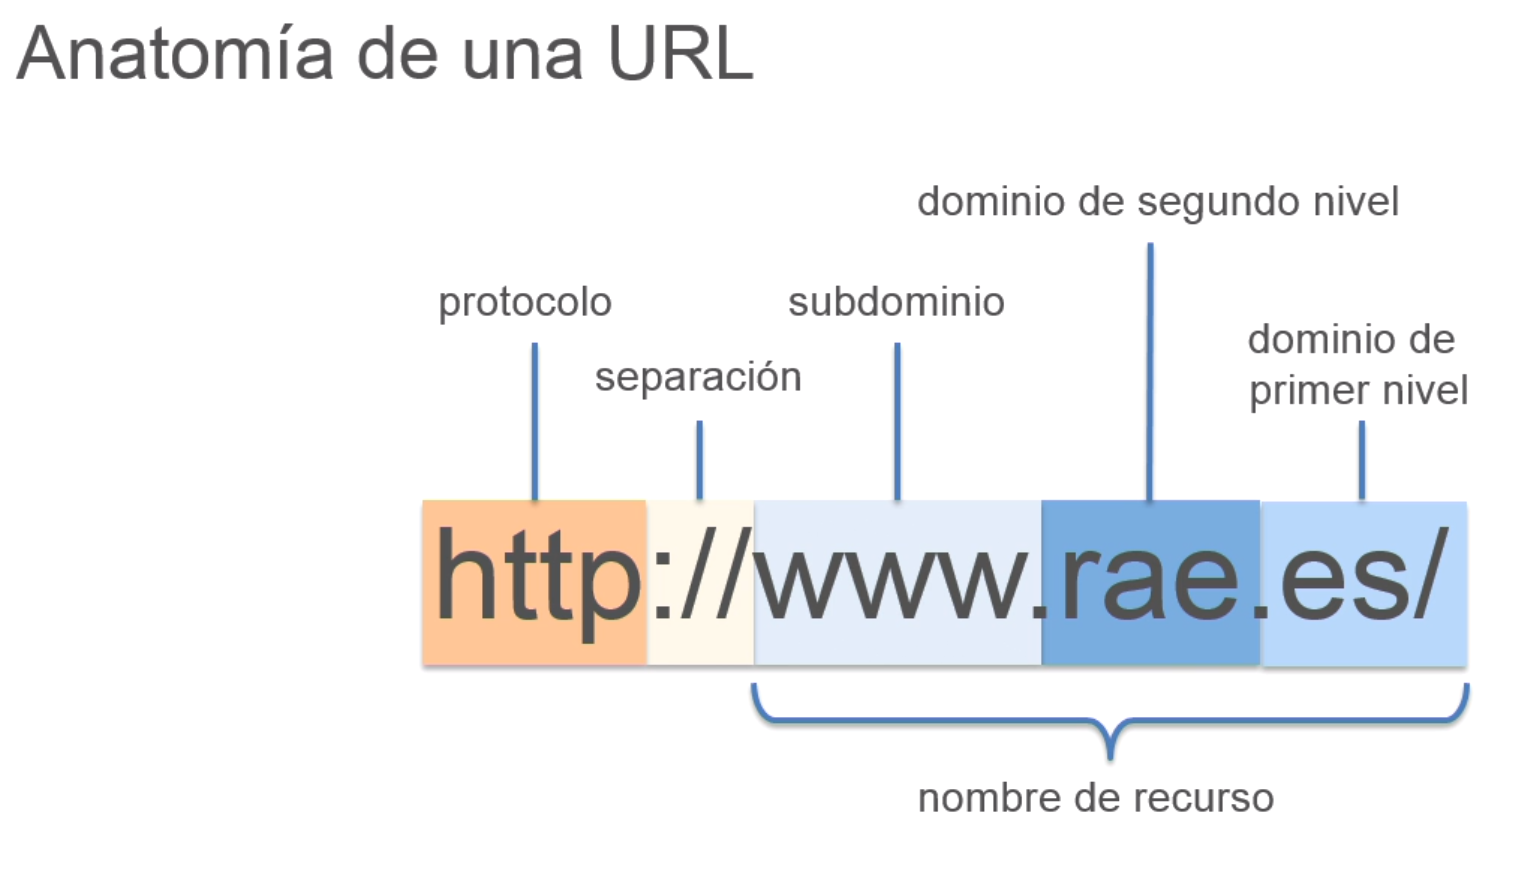 Anatomía de una URL
dominio de segundo nivel
protocolo
subdominio
separación
dominio de
primer nivel
http://www.rae.es/
nombre de recurso